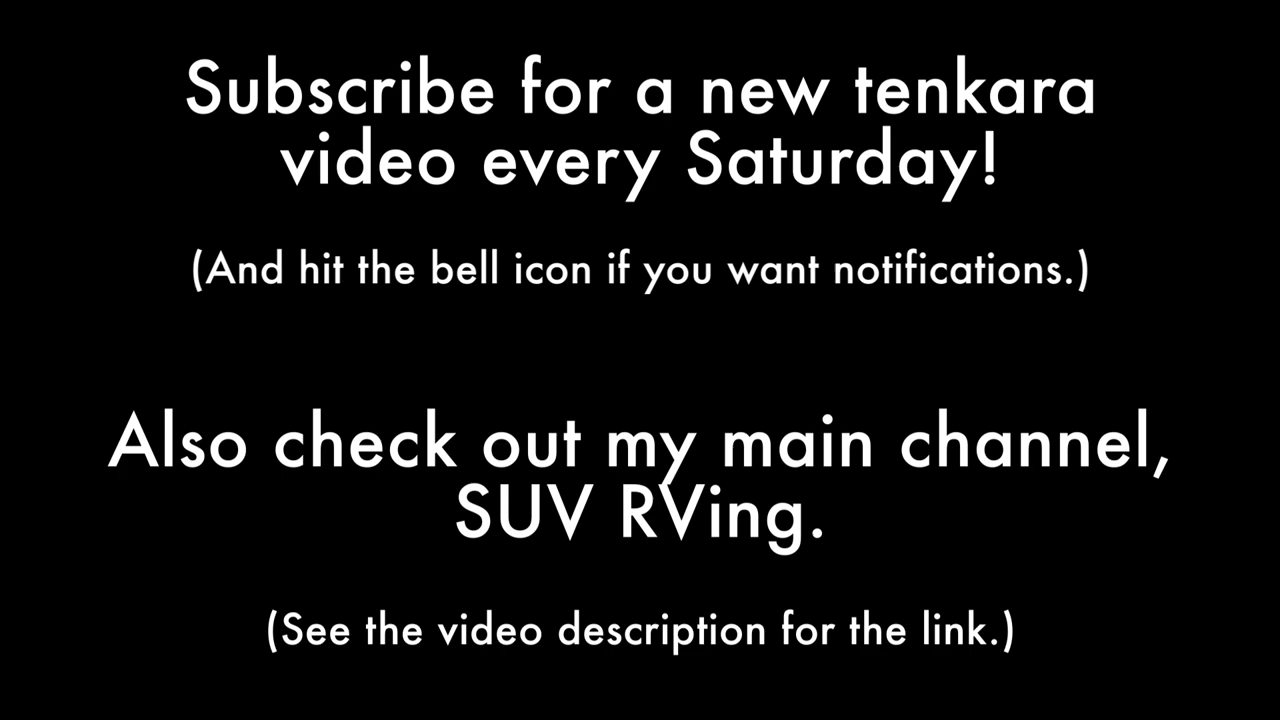 Subscribe for a new tenkara
video every Saturday!
(And hit the bell icon if you want notifications.)
Also check out my main channel,
SUV RVing.
(See the video description for the link.)